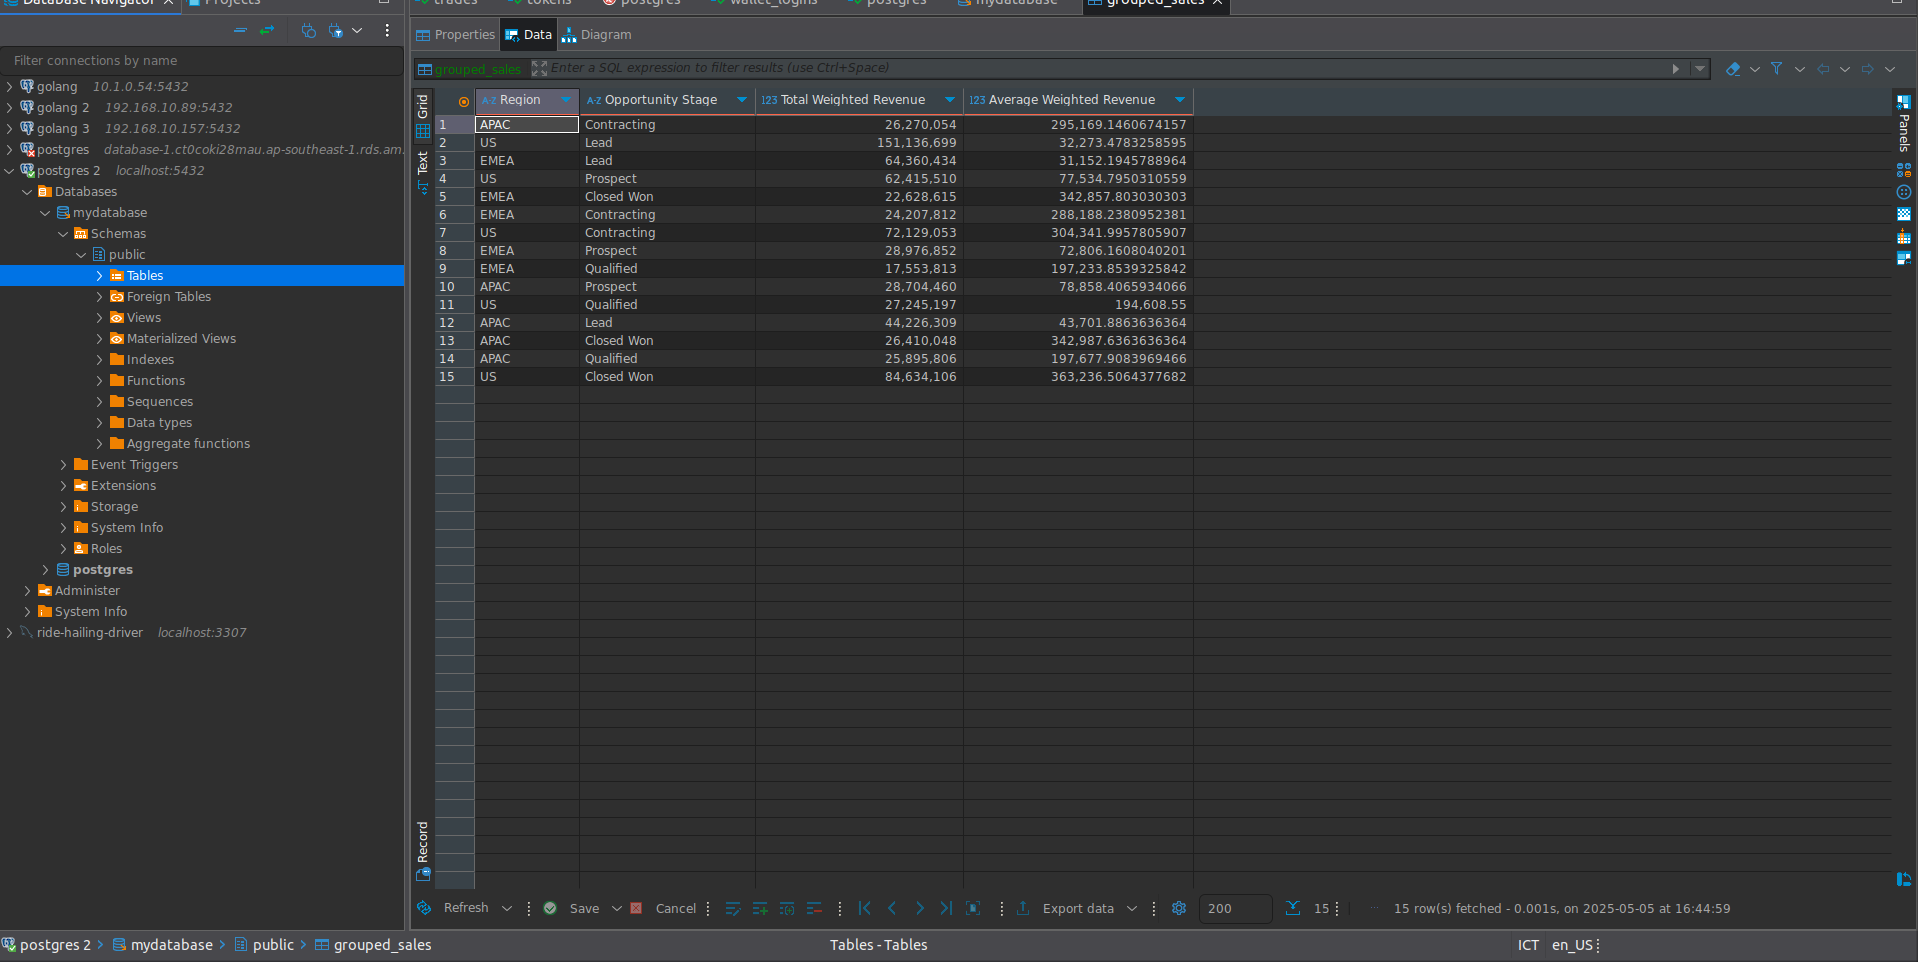 Database Navigator
Projects
Filter connections by name
golang 10.1.0.54:5432
golang 2 192.168.10.89:5432
golang 3 192.168.10.157:5432
postgres database-1.ct0coki28mau.ap-southeast-1.rds.am
postgres 2 localhost:5432
Databases
mydatabase
Schemas
public
Tables
Foreign Tables
Views
Materialized Views
Indexes
Functions
Sequences
Data types
Aggregate functions
Event Triggers
Extensions
Storage
System Info
Roles
postgres
Administer
System Info
ride-hailing-driver localhost:3307
trades tokens postgres wallet_logins postgres mydatabase grouped_sales
Properties Data Diagram
grouped_sales Enter a SQL expression to filter results (use Ctrl+Space)
Grid
Text
Record
Panels
A-Z Region A-Z Opportunity Stage 123 Total Weighted Revenue 123 Average Weighted Revenue
1 APAC Contracting 26,270,054 295,169.1460674157
2 US Lead 151,136,699 32,273.4783258595
3 EMEA Lead 64,360,434 31,152.1945788964
4 US Prospect 62,415,510 77,534.7950310559
5 EMEA Closed Won 22,628,615 342,857.803030303
6 EMEA Contracting 24,207,812 288,188.2380952381
7 US Contracting 72,129,053 304,341.9957805907
8 EMEA Prospect 28,976,852 72,806.1608040201
9 EMEA Qualified 17,553,813 197,233.8539325842
10 APAC Prospect 28,704,460 78,858.4065934066
11 US Qualified 27,245,197 194,608.55
12 APAC Lead 44,226,309 43,701.8863636364
13 APAC Closed Won 26,410,048 342,987.6363636364
14 APAC Qualified 25,895,806 197,677.9083969466
15 US Closed Won 84,634,106 363,236.5064377682
Refresh Save Cancel Export data 200 15 15 row(s) fetched - 0.001s, on 2025-05-05 at 16:44:59
postgres 2 mydatabase public grouped_sales Tables - Tables ICT en_US